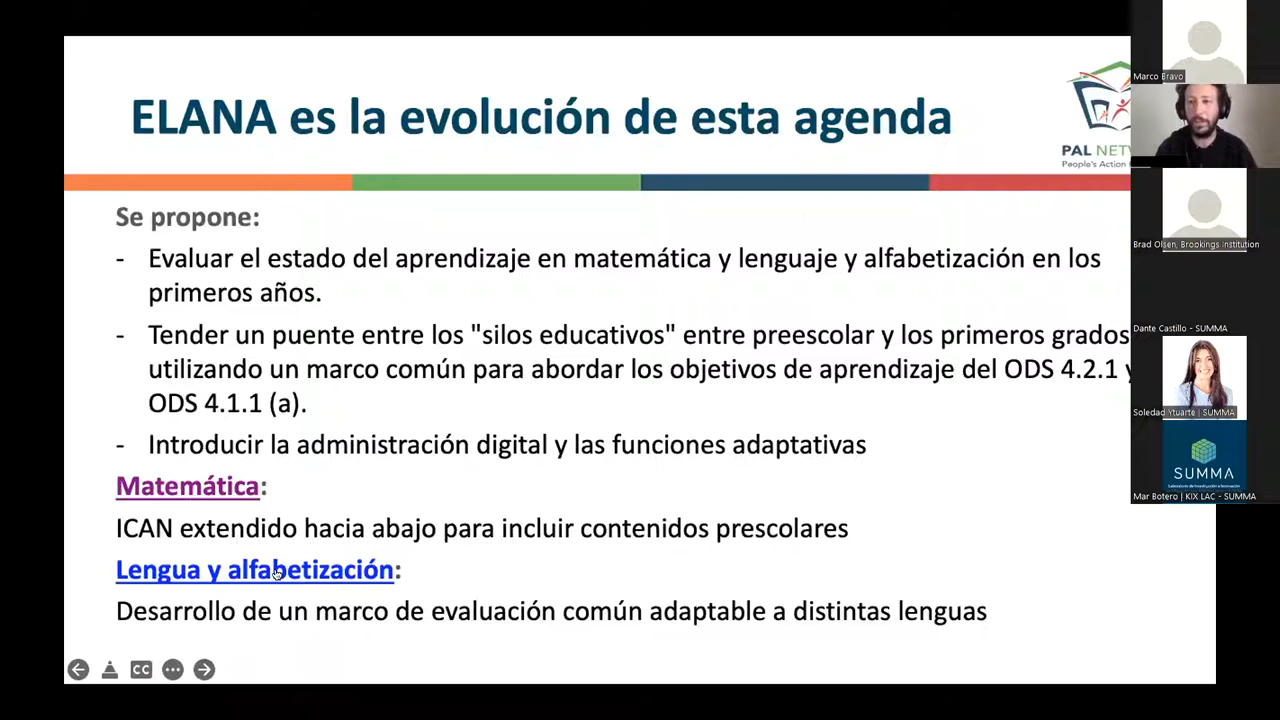 ELANA es la evolución de esta agenda
PAL NETW
People's Action
Se propone:
- Evaluar el estado del aprendizaje en matemática y lenguaje y alfabetización en los
primeros años.
- Tender un puente entre los "silos educativos" entre preescolar y los primeros grados
utilizando un marco común para abordar los objetivos de aprendizaje del ODS 4.2.1 y
ODS 4.1.1 (a).
- Introducir la administración digital y las funciones adaptativas
Matemática:
ICAN extendido hacia abajo para incluir contenidos prescolares
Lengua y alfabetización:
Desarrollo de un marco de evaluación común adaptable a distintas lenguas
CC
Marco Bravo
Brad Olsen, Brookings Institution
Dante Castillo - SUMMA
Soledad Ytuarte | SUMMA
SUMMA
Laboratorio de Investigación e Innovación
Mar Botero | KIX LAC - SUMMA